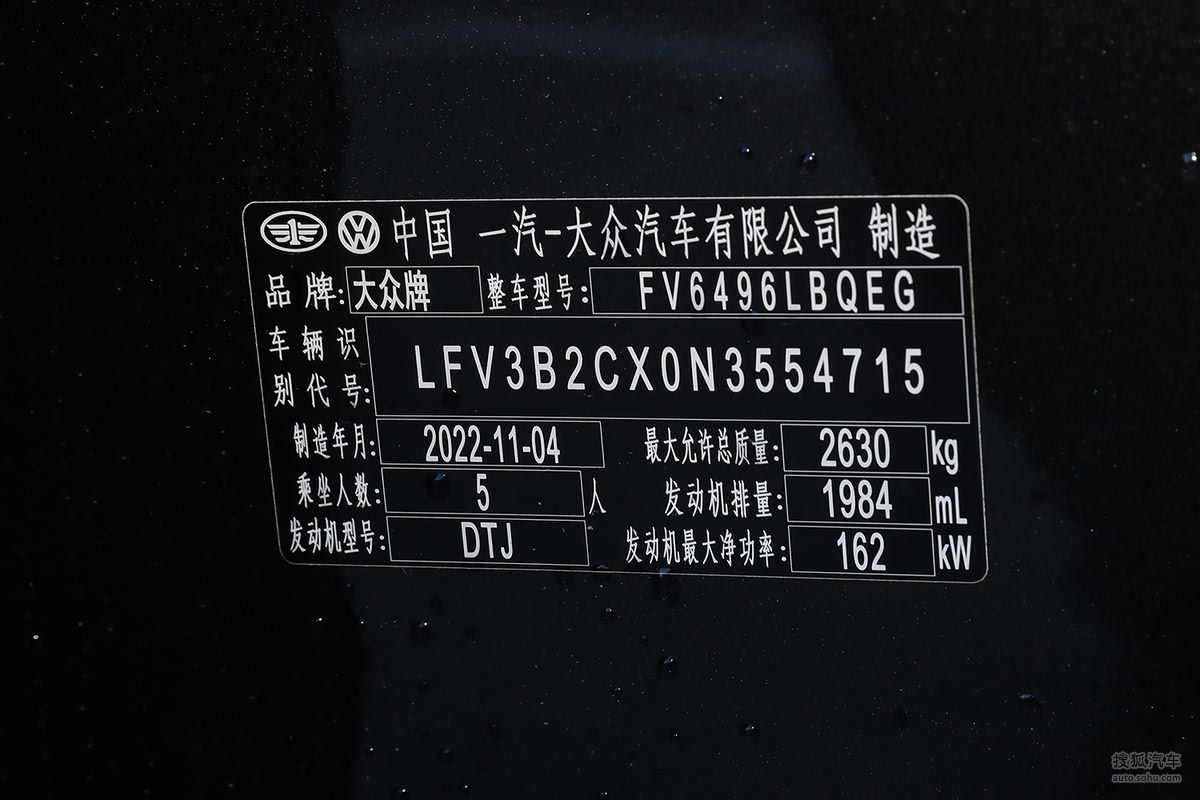 中国 一汽-大众汽车有限公司 制造
品牌: 大众牌 整车型号: FV6496LBQEG
车辆识别代号: LFV3B2CX0N3554715
制造年月: 2022-11-04 最大允许总质量: 2630 kg
乘坐人数: 5 人 发动机排量: 1984 mL
发动机型号: DTJ 发动机最大净功率: 162 kW
搜狐汽车
auto.sohu.com